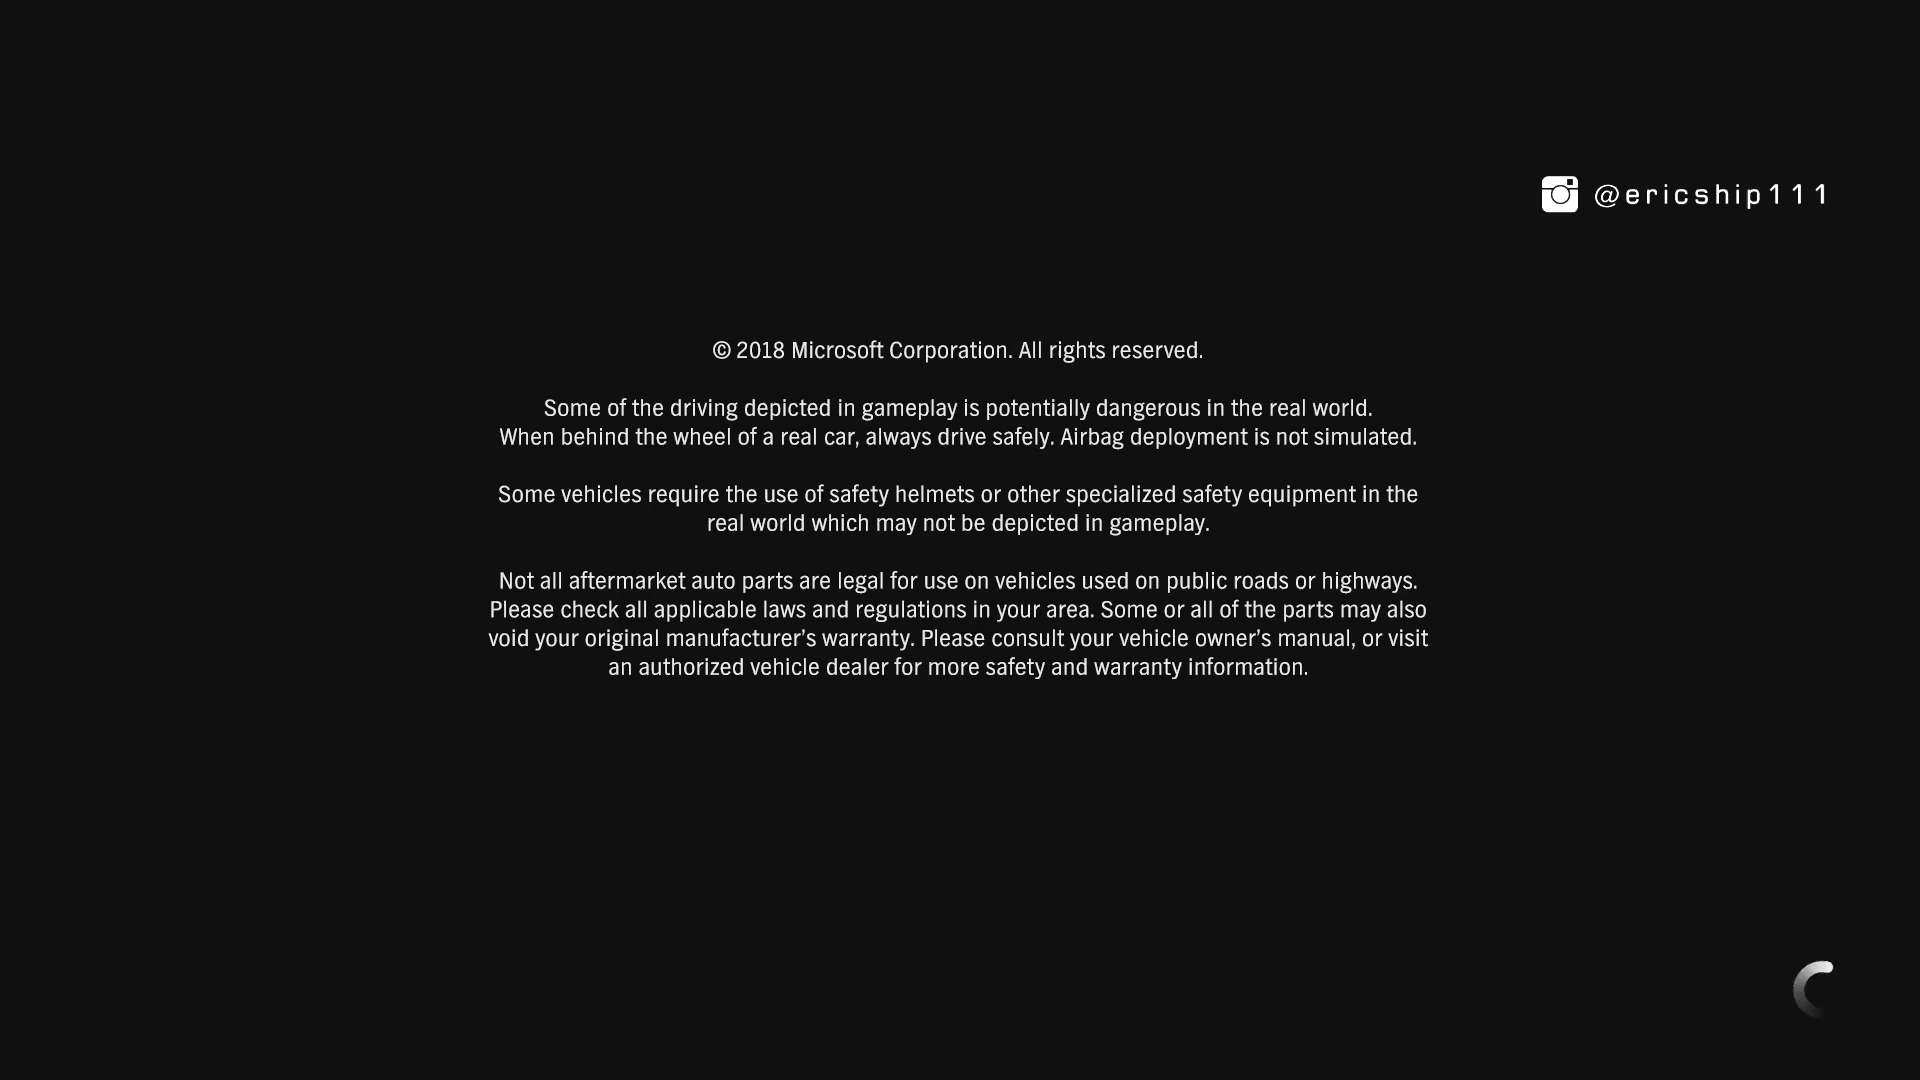 @ericship111
© 2018 Microsoft Corporation. All rights reserved.
Some of the driving depicted in gameplay is potentially dangerous in the real world.
When behind the wheel of a real car, always drive safely. Airbag deployment is not simulated.
Some vehicles require the use of safety helmets or other specialized safety equipment in the
real world which may not be depicted in gameplay.
Not all aftermarket auto parts are legal for use on vehicles used on public roads or highways.
Please check all applicable laws and regulations in your area. Some or all of the parts may also
void your original manufacturer’s warranty. Please consult your vehicle owner’s manual, or visit
an authorized vehicle dealer for more safety and warranty information.